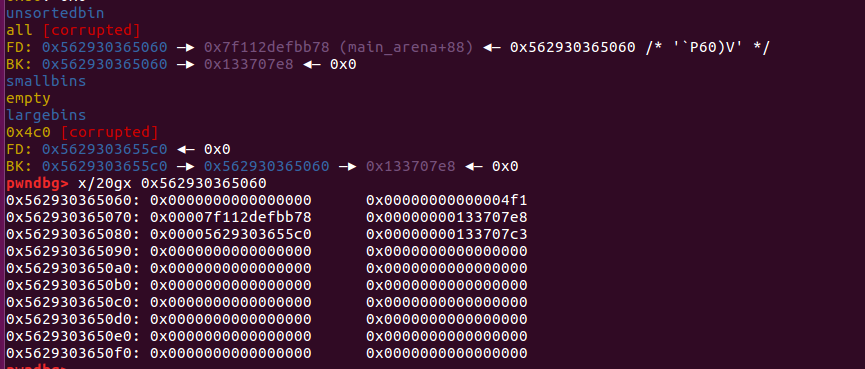 unsortedbin
all [corrupted]
FD: 0x562930365060 —▸ 0x7f112defbb78 (main_arena+88) ◂— 0x562930365060 /* '`P60)V' */
BK: 0x562930365060 —▸ 0x133707e8 ◂— 0x0
smallbins
empty
largebins
0x4c0 [corrupted]
FD: 0x5629303655c0 ◂— 0x0
BK: 0x5629303655c0 —▸ 0x562930365060 —▸ 0x133707e8 ◂— 0x0
pwndbg> x/20gx 0x562930365060
0x562930365060: 0x0000000000000000 0x00000000000004f1
0x562930365070: 0x00007f112defbb78 0x00000000133707e8
0x562930365080: 0x00005629303655c0 0x00000000133707c3
0x562930365090: 0x0000000000000000 0x0000000000000000
0x5629303650a0: 0x0000000000000000 0x0000000000000000
0x5629303650b0: 0x0000000000000000 0x0000000000000000
0x5629303650c0: 0x0000000000000000 0x0000000000000000
0x5629303650d0: 0x0000000000000000 0x0000000000000000
0x5629303650e0: 0x0000000000000000 0x0000000000000000
0x5629303650f0: 0x0000000000000000 0x0000000000000000